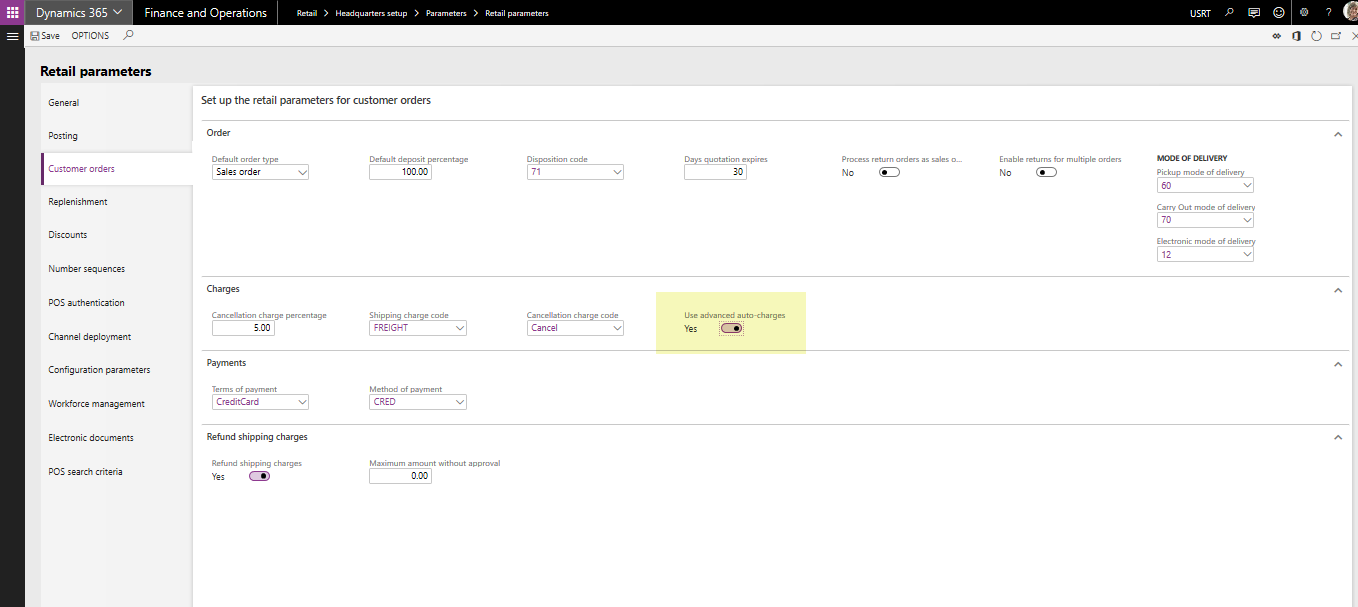 Dynamics 365 Finance and Operations Retail > Headquarters setup > Parameters > Retail parameters USRT ?
Save OPTIONS
Retail parameters
General
Posting
Customer orders
Replenishment
Discounts
Number sequences
POS authentication
Channel deployment
Configuration parameters
Workforce management
Electronic documents
POS search criteria
Set up the retail parameters for customer orders
Order
Default order type
Sales order
Default deposit percentage
100.00
Disposition code
71
Days quotation expires
30
Process return orders as sales o...
No
Enable returns for multiple orders
No
MODE OF DELIVERY
Pickup mode of delivery
60
Carry Out mode of delivery
70
Electronic mode of delivery
12
Charges
Cancellation charge percentage
5.00
Shipping charge code
FREIGHT
Cancellation charge code
Cancel
Use advanced auto-charges
Yes
Payments
Terms of payment
CreditCard
Method of payment
CRED
Refund shipping charges
Refund shipping charges
Yes
Maximum amount without approval
0.00